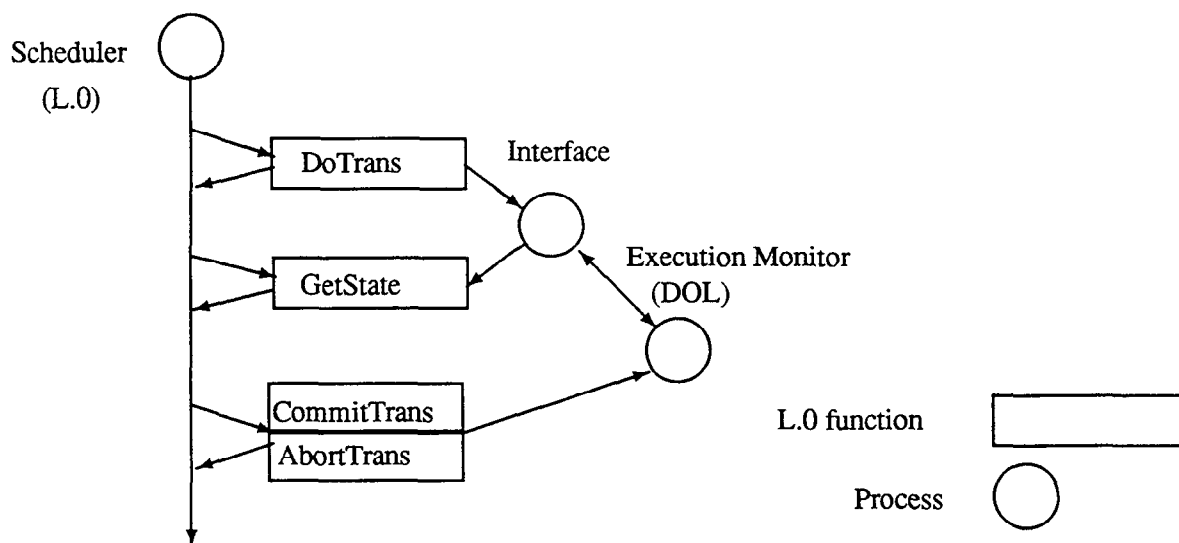 Scheduler
(L.0)
DoTrans
Interface
GetState
Execution Monitor
(DOL)
CommitTrans
AbortTrans
L.0 function
Process